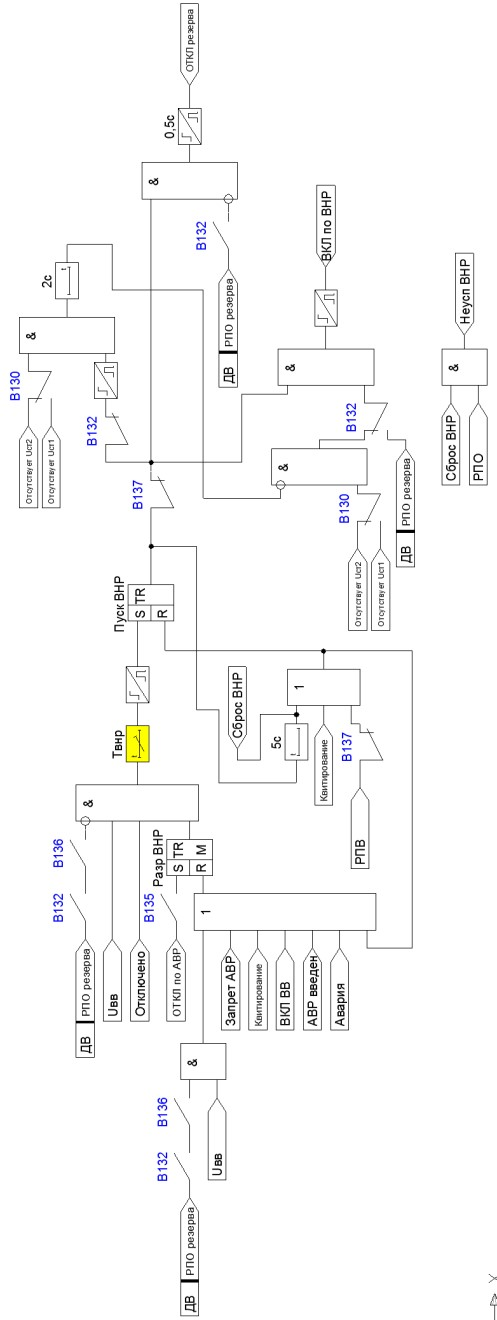 ДВ РПО резерва
В132
В136
Uвв
&
ДВ РПО резерва
В132
В136
Uвв
Отключено
ОТКЛ по АВР
В135
&
Разр ВНР
S TR
R M
Запрет АВР
Квитирование
ВКЛ ВВ
АВР введен
Авария
1
Твнр
t
Пуск ВНР
S TR
R
Сброс ВНР
5с
t
Квитирование
РПВ
В137
1
В137
Отсутствует Uст2
Отсутствует Uст1
В130
В132
&
2с
t
ДВ РПО резерва
В132
&
0,5с
ОТКЛ резерва
Отсутствует Uст2
Отсутствует Uст1
В130
&
ДВ РПО резерва
В132
&
ВКЛ по ВНР
Сброс ВНР
РПО
&
Неусп ВНР
X